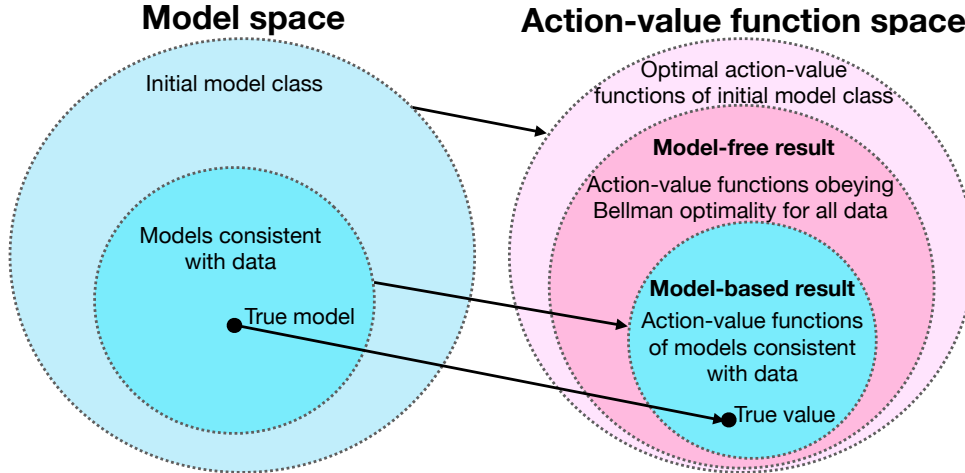 Model space
Initial model class
Models consistent
with data
True model
Action-value function space
Optimal action-value
functions of initial model class
Model-free result
Action-value functions obeying
Bellman optimality for all data
Model-based result
Action-value functions
of models consistent
with data
True value